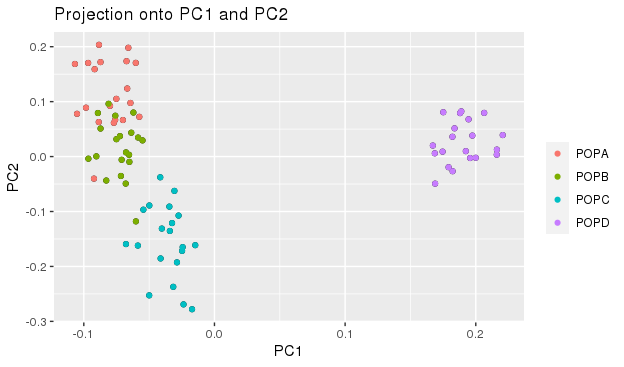 Projection onto PC1 and PC2
0.2
0.1
0.0
-0.1
-0.2
-0.3
PC2
-0.1
0.0
0.1
0.2
PC1
POPA
POPB
POPC
POPD